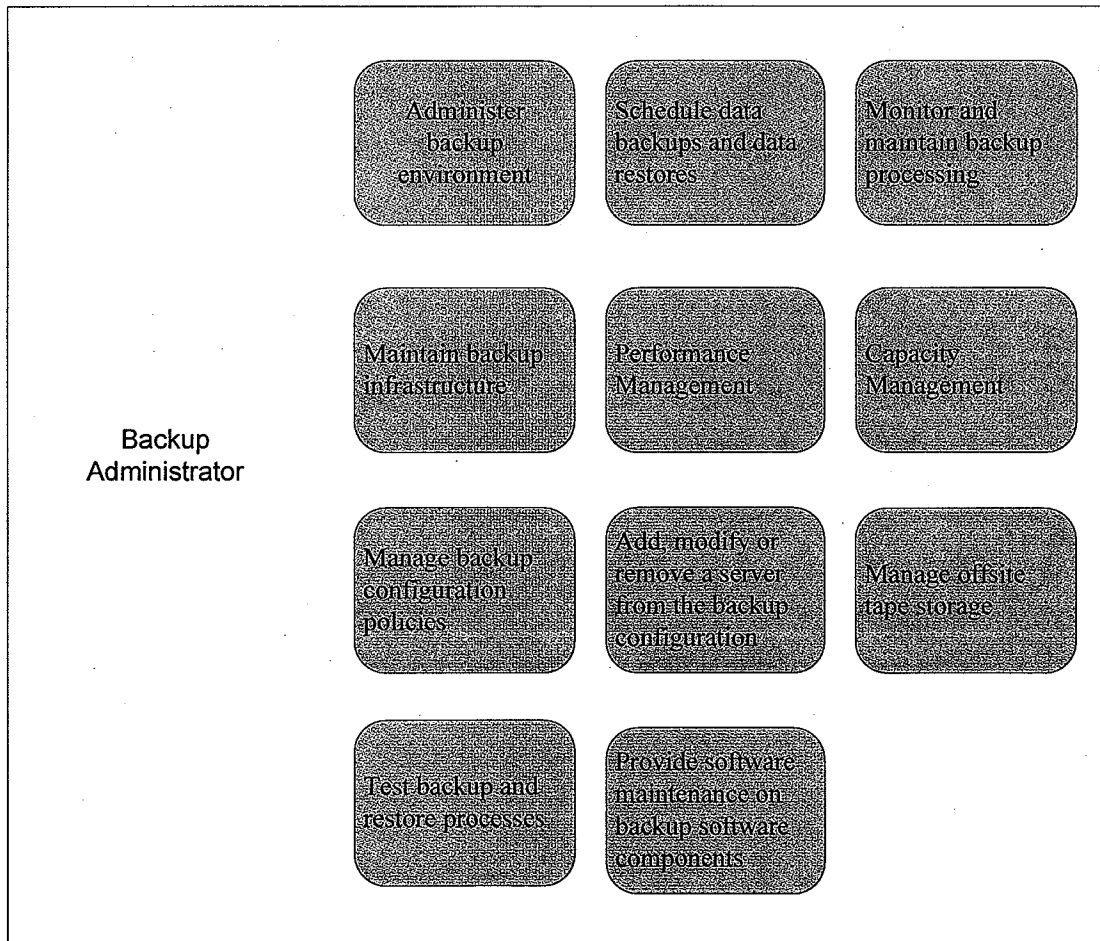 Backup
Administrator
Administer
backup
environment
Schedule data
backups and data
restores
Monitor and
maintain backup
processing
Maintain backup
infrastructure
Performance
Management
Capacity
Management
Manage backup
configuration
policies
Add, modify or
remove a server
from the backup
configuration
Manage offsite
tape storage
Test backup and
restore processes
Provide software
maintenance on
backup software
components